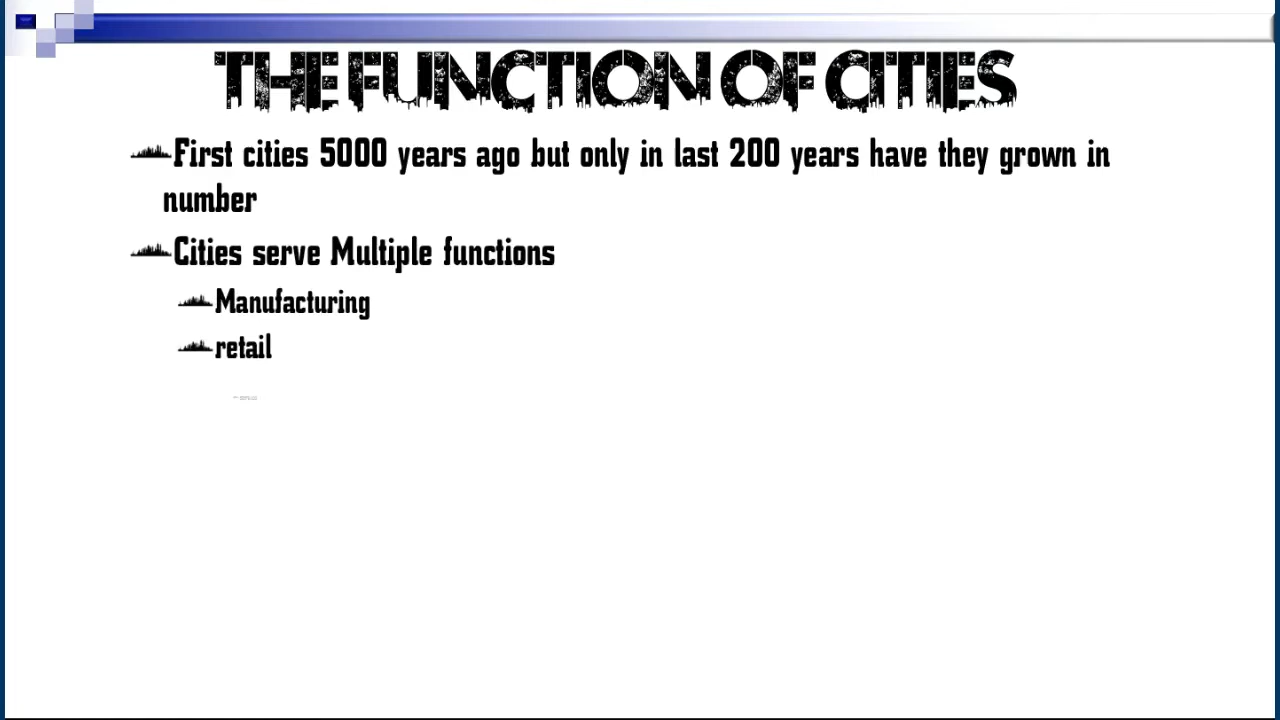 THE FUNCTION OF CITIES
First cities 5000 years ago but only in last 200 years have they grown in
number
Cities serve Multiple functions
Manufacturing
retail